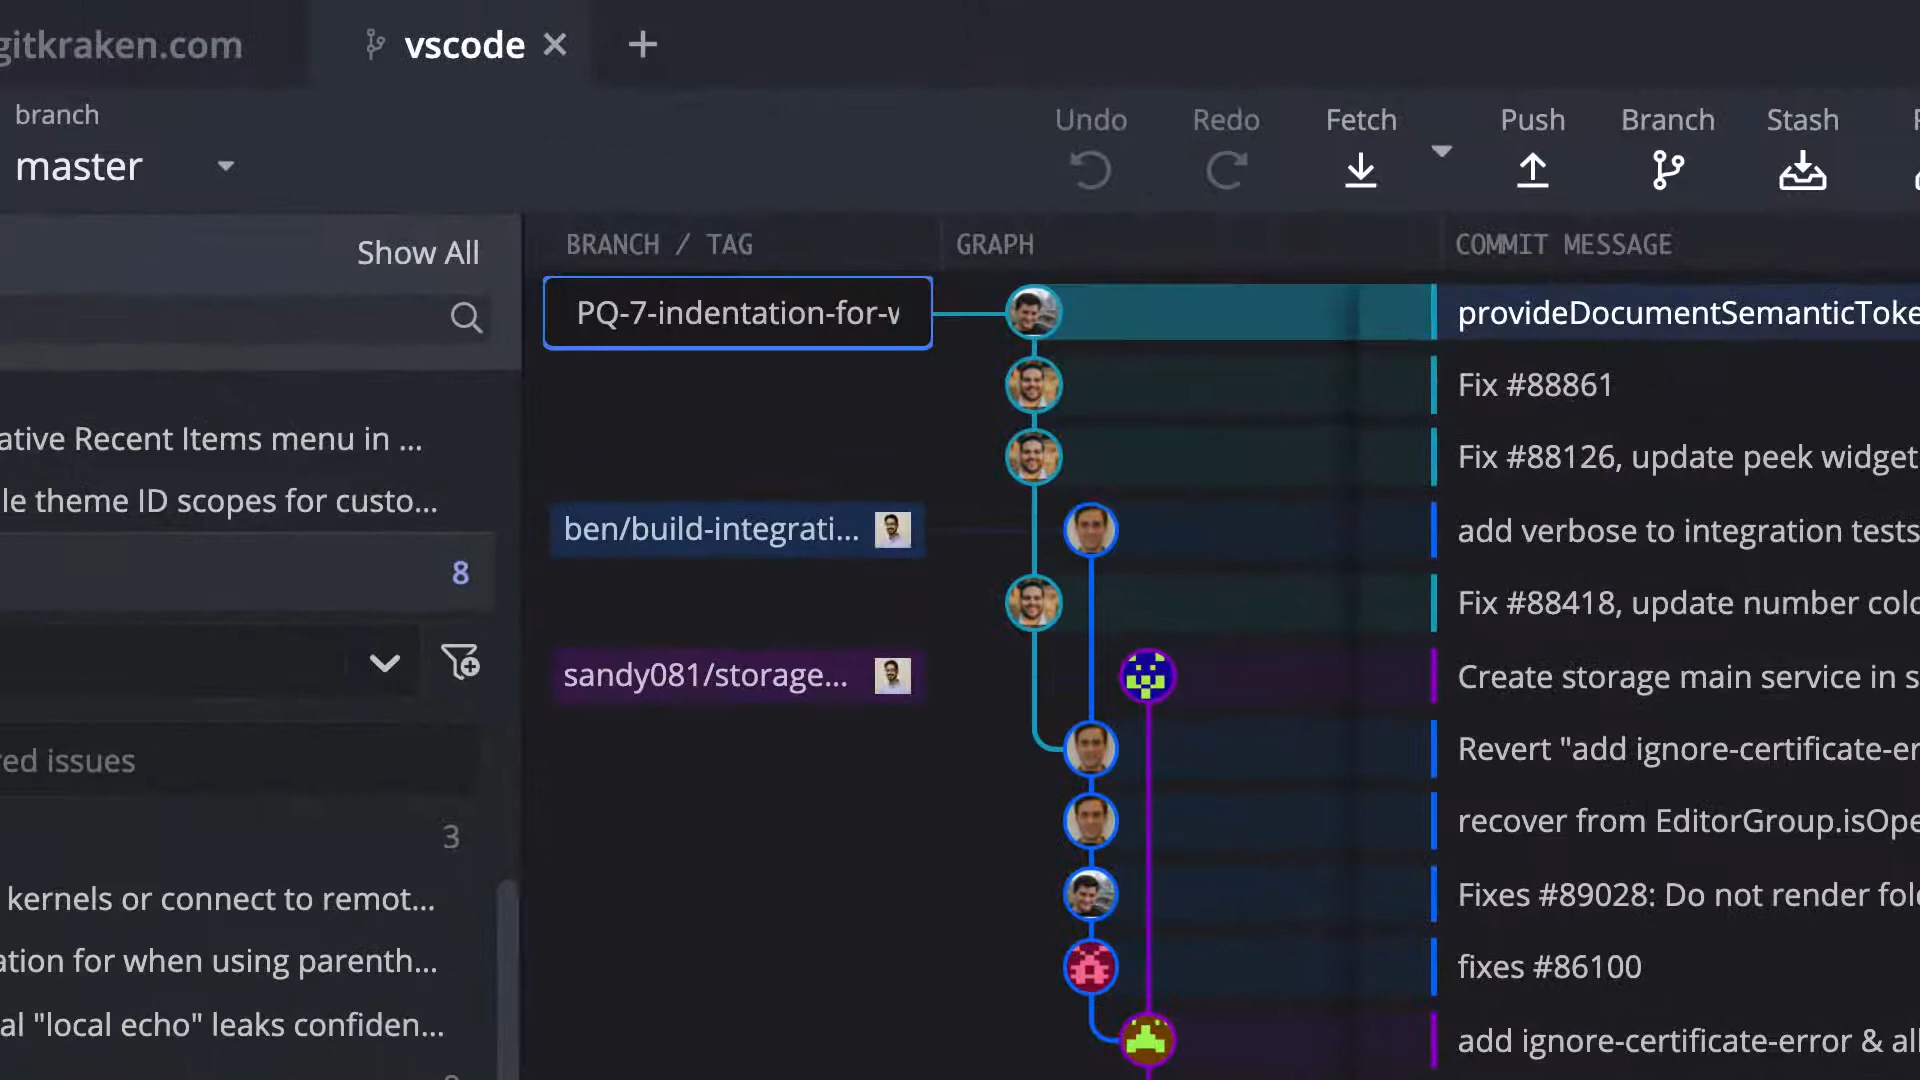 gitkraken.com
vscode
branch
master
Undo
Redo
Fetch
Push
Branch
Stash
Show All
BRANCH / TAG
GRAPH
COMMIT MESSAGE
PQ-7-indentation-for-w
provideDocumentSemanticToke
Fix #88861
Fix #88126, update peek widget
ative Recent Items menu in ...
le theme ID scopes for custo...
ben/build-integrati...
add verbose to integration tests
8
Fix #88418, update number colo
sandy081/storage...
Create storage main service in s
red issues
Revert "add ignore-certificate-er
recover from EditorGroup.isOpe
3
kernels or connect to remot...
Fixes #89028: Do not render fol
ation for when using parenth...
fixes #86100
al "local echo" leaks confiden...
add ignore-certificate-error & al